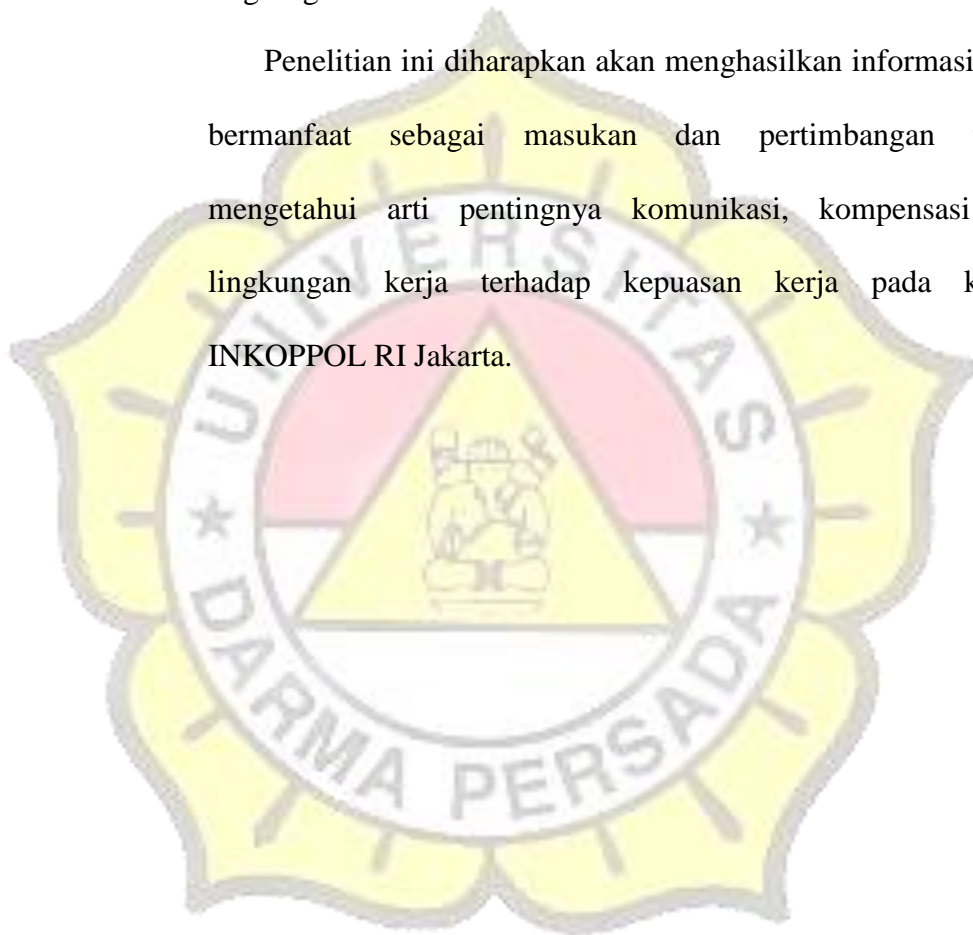 Penelitian ini diharapkan akan menghasilkan informasi
bermanfaat sebagai masukan dan pertimbangan
mengetahui arti pentingnya komunikasi, kompensasi
lingkungan kerja terhadap kepuasan kerja pada k
INKOPPOL RI Jakarta.
UNIVERSITAS
DARMA PERSADA